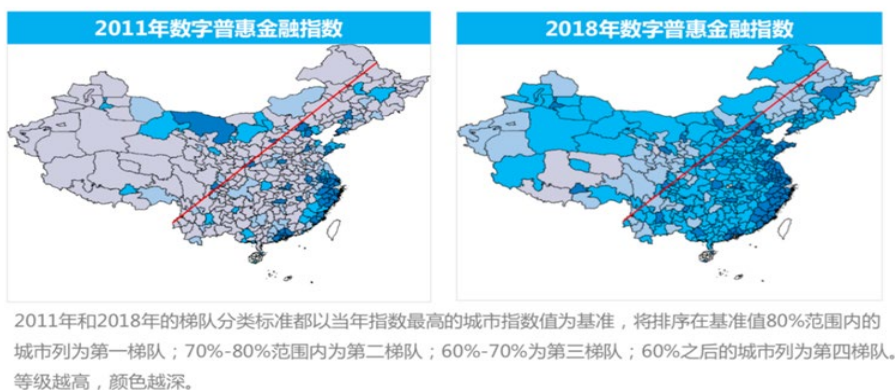 2011年数字普惠金融指数
2018年数字普惠金融指数
2011年和2018年的梯队分类标准都以当年指数最高的城市指数值为基准，将排序在基准值80%范围内的
城市列为第一梯队；70%-80%范围内为第二梯队；60%-70%为第三梯队；60%之后的城市列为第四梯队。
等级越高，颜色越深。